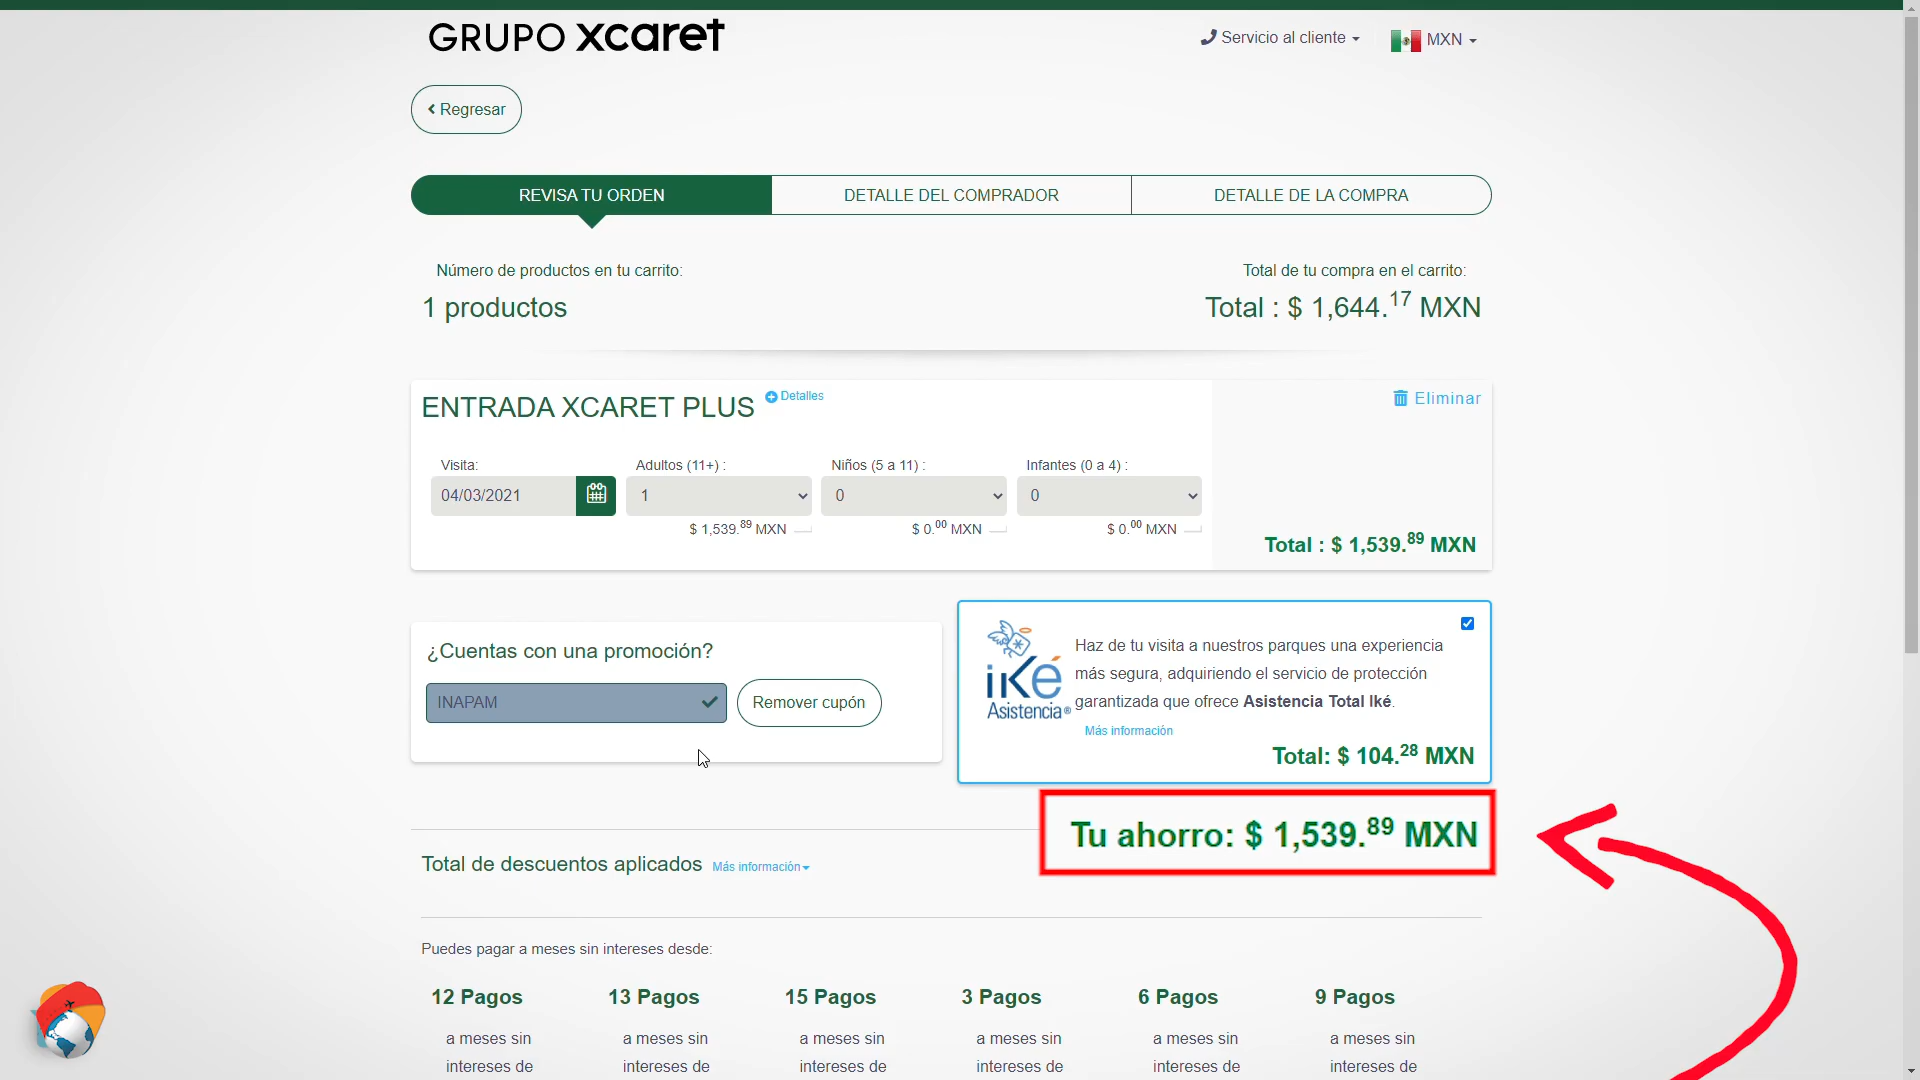 GRUPO xcaret
Servicio al cliente
MXN
Regresar
REVISA TU ORDEN
DETALLE DEL COMPRADOR
DETALLE DE LA COMPRA
Número de productos en tu carrito:
Total de tu compra en el carrito:
1 productos
Total : $ 1,644.17 MXN
ENTRADA XCARET PLUS
Detalles
Eliminar
Visita:
Adultos (11+) :
Niños (5 a 11) :
Infantes (0 a 4) :
04/03/2021
1
0
0
$ 1,539.89 MXN
$ 0.00 MXN
$ 0.00 MXN
Total : $ 1,539.89 MXN
¿Cuentas con una promoción?
INAPAM
Remover cupón
iké
Asistencia®
Haz de tu visita a nuestros parques una experiencia
más segura, adquiriendo el servicio de protección
garantizada que ofrece Asistencia Total Iké.
Más información
Total: $ 104.28 MXN
Tu ahorro: $ 1,539.89 MXN
Total de descuentos aplicados Más información
Puedes pagar a meses sin intereses desde:
12 Pagos
13 Pagos
15 Pagos
3 Pagos
6 Pagos
9 Pagos
a meses sin
a meses sin
a meses sin
a meses sin
a meses sin
a meses sin
intereses de
intereses de
intereses de
intereses de
intereses de
intereses de